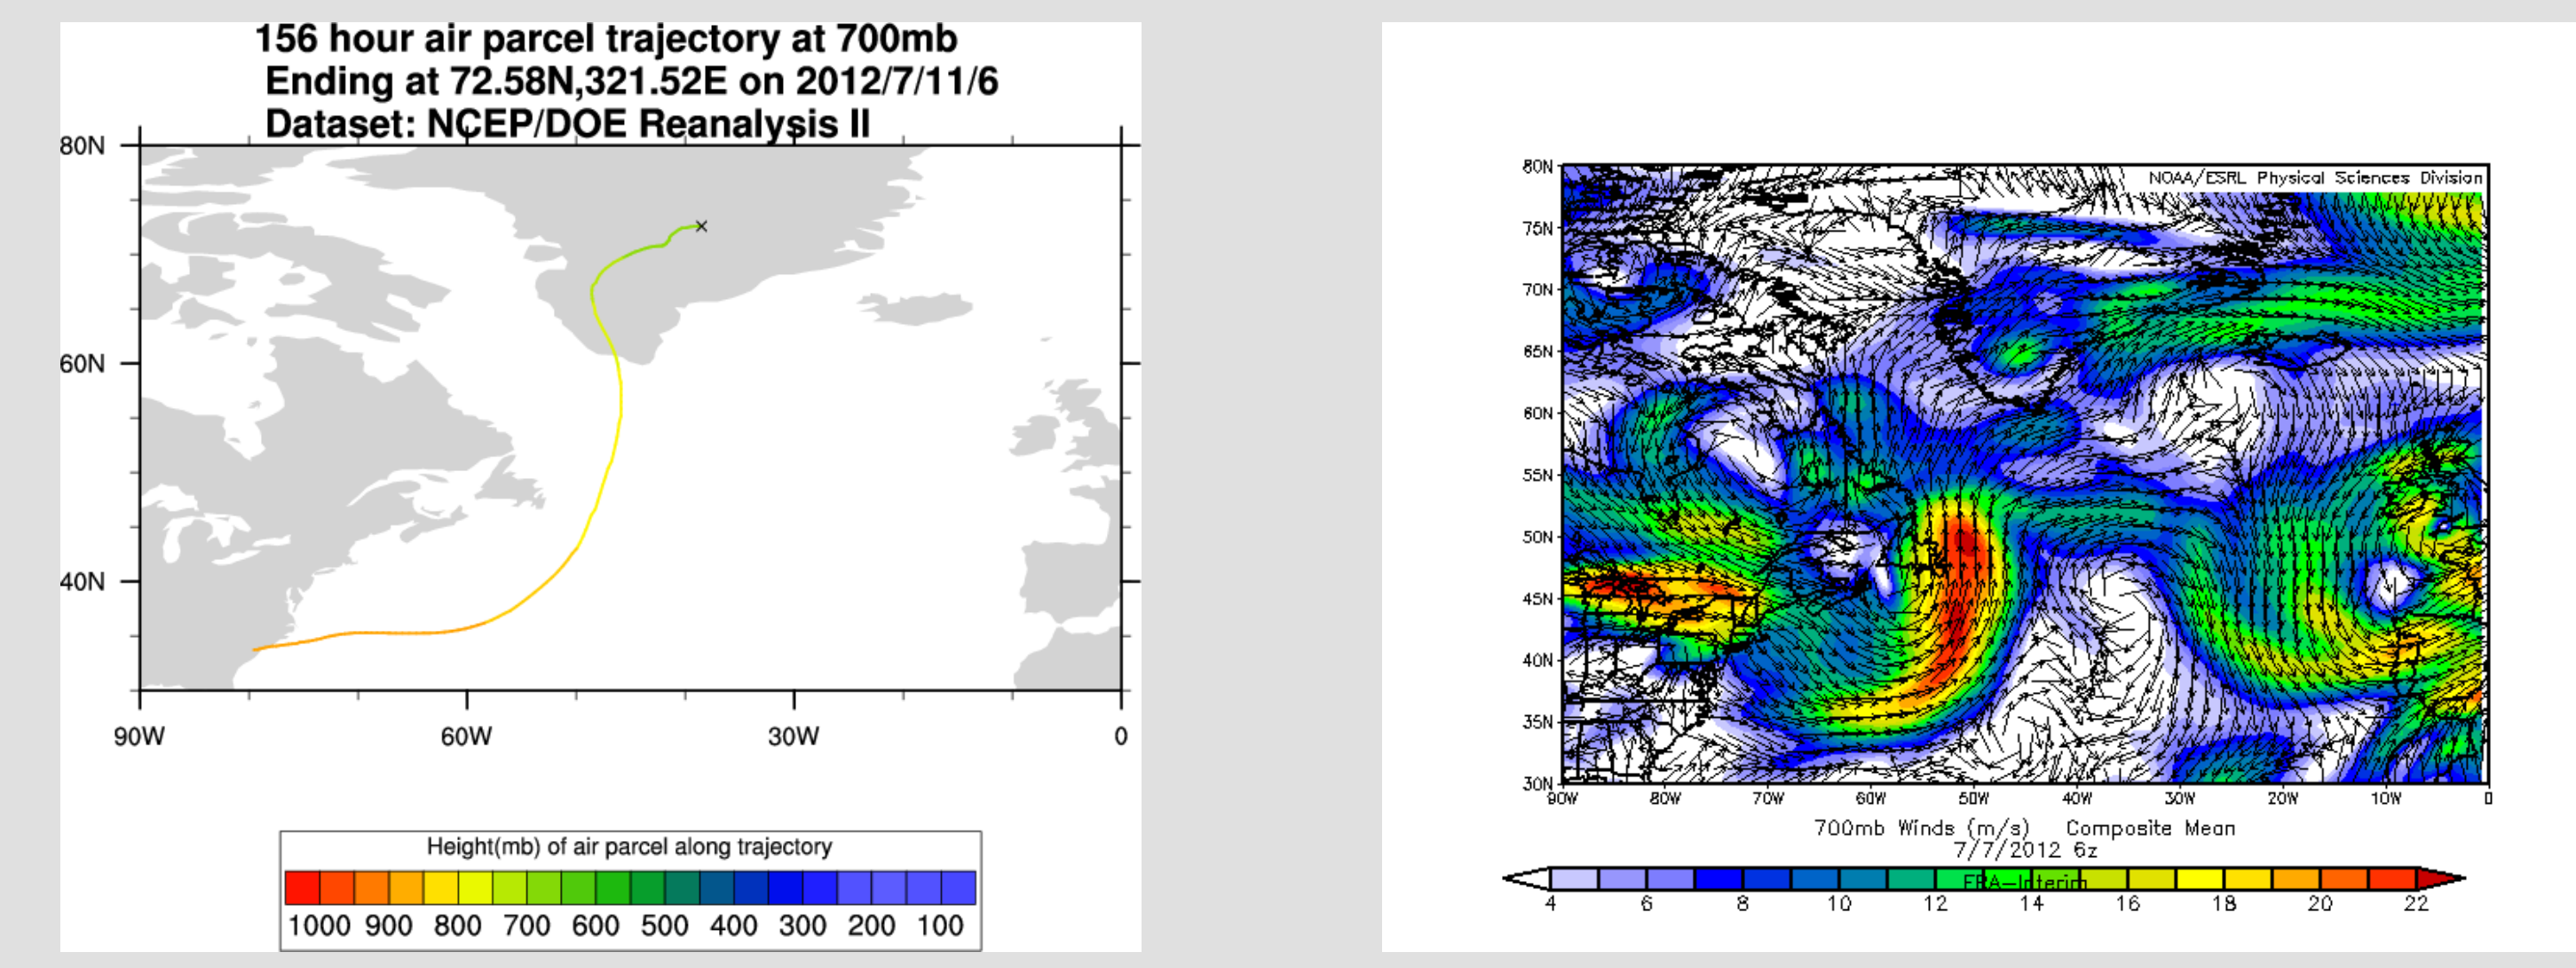 156 hour air parcel trajectory at 700mb
Ending at 72.58N,321.52E on 2012/7/11/6
Dataset: NCEP/DOE Reanalysis II
80N
60N
40N
90W 60W 30W 0
Height(mb) of air parcel along trajectory
1000 900 800 700 600 500 400 300 200 100
NOAA/ESRL Physical Sciences Division
80N
75N
70N
65N
60N
55N
50N
45N
40N
35N
30N
90W 80W 70W 60W 50W 40W 30W 20W 10W 0
700mb Winds (m/s) Composite Mean
7/7/2012 6z
ERA-Interim
4 6 8 10 12 14 16 18 20 22